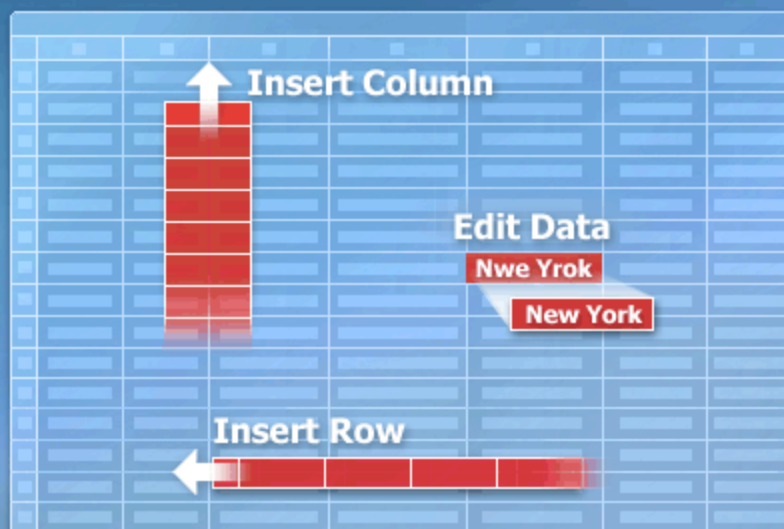 Insert Column
Edit Data
Nwe Yrok
New York
Insert Row